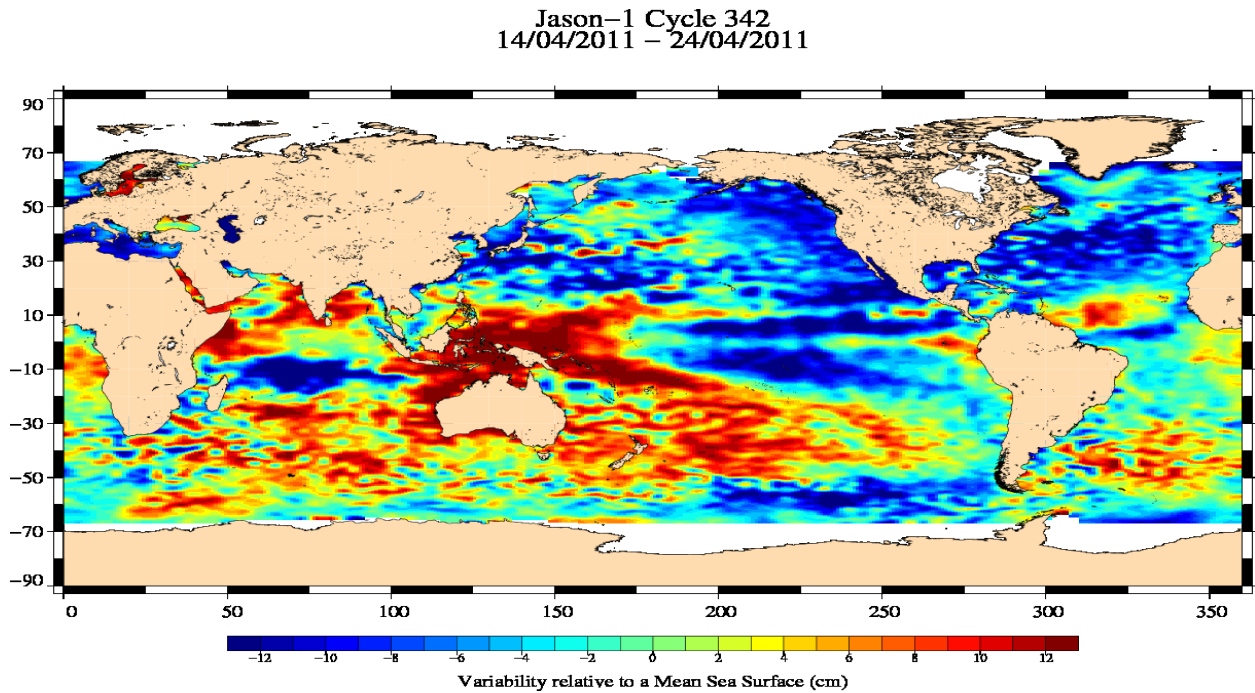 Jason−1 Cycle 342
14/04/2011 − 24/04/2011
90
70
50
30
10
−10
−30
−50
−70
−90
0 50 100 150 200 250 300 350
−12 −10 −8 −6 −4 −2 0 2 4 6 8 10 12
Variability relative to a Mean Sea Surface (cm)